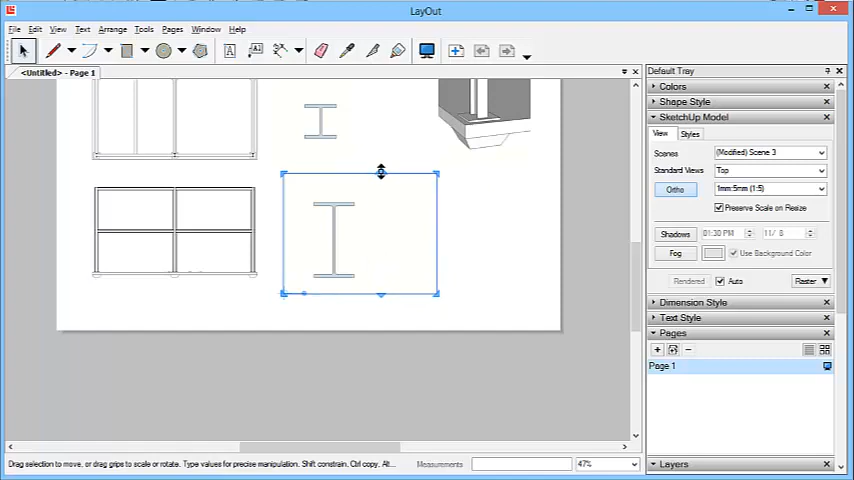 LayOut
File Edit View Text Arrange Tools Pages Window Help
<Untitled> - Page 1
Default Tray
Colors
Shape Style
SketchUp Model
View Styles
Scenes (Modified) Scene 3
Standard Views Top
Ortho 1mm:5mm (1:5)
Preserve Scale on Resize
Shadows 01:30 PM 11/ 8
Fog Use Background Color
Rendered Auto Raster
Dimension Style
Text Style
Pages
Page 1
Layers
Drag selection to move, or drag grips to scale or rotate. Type values for precise manipulation. Shift constrain, Ctrl copy, Alt... Measurements 47%